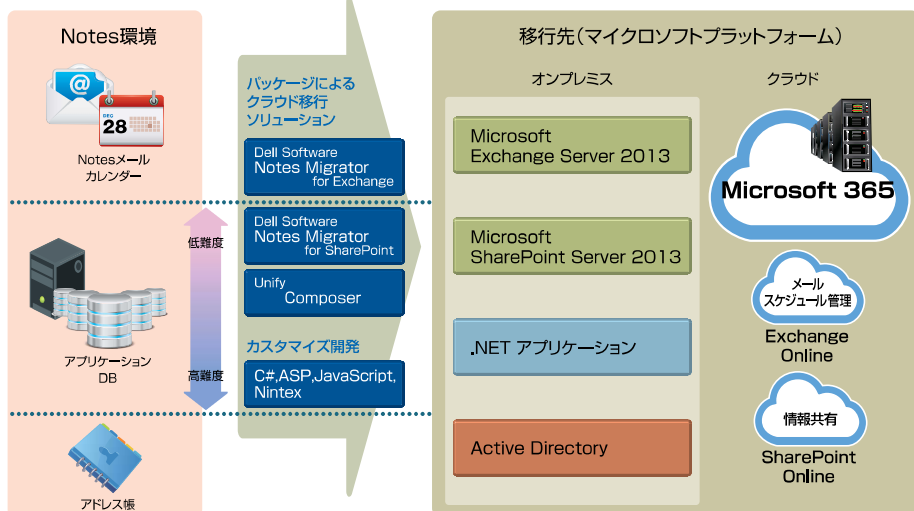 Notes環境
@
DEC
28
Notesメール
カレンダー
低難度
高難度
アプリケーション
DB
アドレス帳
パッケージによる
クラウド移行
ソリューション
Dell Software
Notes Migrator
for Exchange
Dell Software
Notes Migrator
for SharePoint
Unify
Composer
カスタマイズ開発
C#,ASP,JavaScript,
Nintex
移行先(マイクロソフトプラットフォーム)
オンプレミス
Microsoft
Exchange Server 2013
Microsoft
SharePoint Server 2013
.NET アプリケーション
Active Directory
クラウド
Microsoft 365
メール
スケジュール管理
Exchange
Online
情報共有
SharePoint
Online